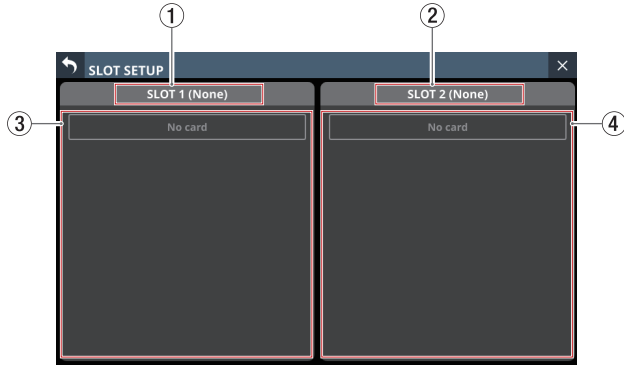 ① ②
SLOT SETUP
SLOT 1 (None) SLOT 2 (None)
③ No card No card ④